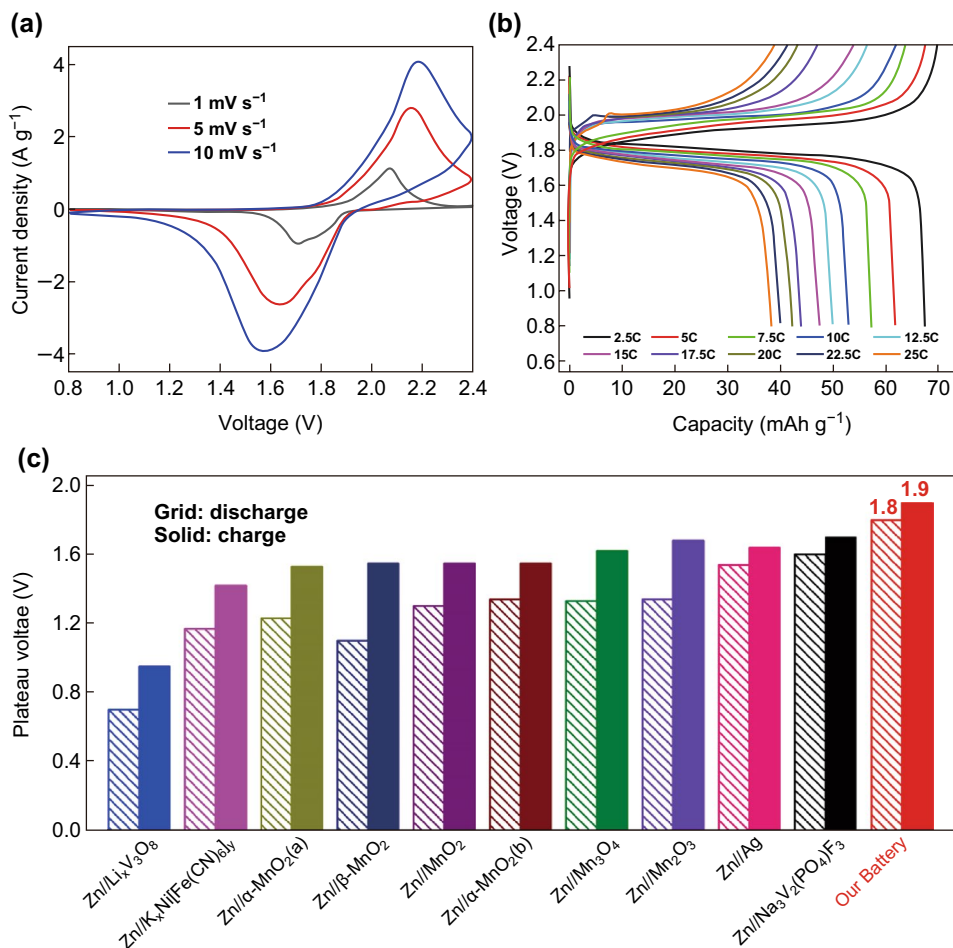 (a)
4
2
0
−2
−4
Current density (A g⁻¹)
1 mV s⁻¹
5 mV s⁻¹
10 mV s⁻¹
0.8 1.0 1.2 1.4 1.6 1.8 2.0 2.2 2.4
Voltage (V)
(b)
2.4
2.2
2.0
1.8
1.6
1.4
1.2
1.0
0.8
0.6
Voltage (V)
2.5C 5C 7.5C 10C 12.5C
15C 17.5C 20C 22.5C 25C
0 10 20 30 40 50 60 70
Capacity (mAh g⁻¹)
(c)
2.0
1.6
1.2
0.8
0.4
0.0
Plateau voltae (V)
Grid: discharge
Solid: charge
1.8 1.9
Zn//LiₓV₃O₈
Zn//KₓNi[Fe(CN)₆]ᵧ
Zn//α-MnO₂(a)
Zn//β-MnO₂
Zn//MnO₂
Zn//α-MnO₂(b)
Zn//Mn₃O₄
Zn//Mn₂O₃
Zn//Ag
Zn//Na₃V₂(PO₄)F₃
Our Battery